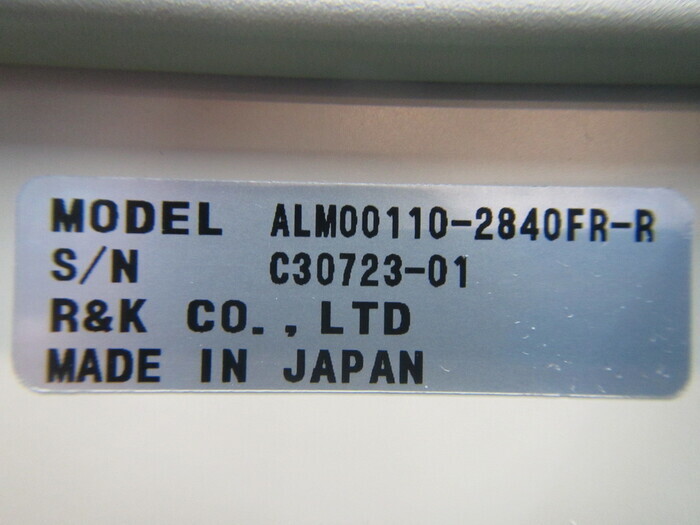 MODEL ALM00110-2840FR-R
S/N C30723-01
R&K CO.,LTD
MADE IN JAPAN